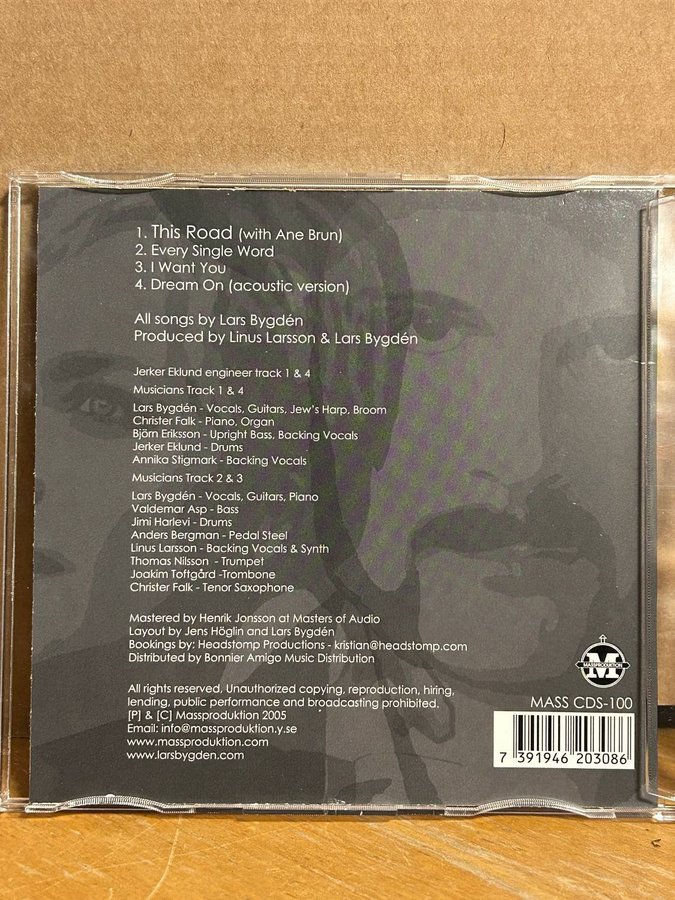 1. This Road (with Ane Brun)
2. Every Single Word
3. I Want You
4. Dream On (acoustic version)
All songs by Lars Bygdén
Produced by Linus Larsson & Lars Bygdén
Jerker Eklund engineer track 1 & 4
Musicians Track 1 & 4
Lars Bygdén - Vocals, Guitars, Jew's Harp, Broom
Christer Falk - Piano, Organ
Björn Eriksson - Upright Bass, Backing Vocals
Jerker Eklund - Drums
Annika Stigmark - Backing Vocals
Musicians Track 2 & 3
Lars Bygdén - Vocals, Guitars, Piano
Valdemar Asp - Bass
Jimi Harlevi - Drums
Anders Bergman - Pedal Steel
Linus Larsson - Backing Vocals & Synth
Thomas Nilsson - Trumpet
Joakim Toftgård -Trombone
Christer Falk - Tenor Saxophone
Mastered by Henrik Jonsson at Masters of Audio
Layout by Jens Höglin and Lars Bygdén
Bookings by: Headstomp Productions - kristian@headstomp.com
Distributed by Bonnier Amigo Music Distribution
All rights reserved, Unauthorized copying, reproduction, hiring,
lending, public performance and broadcasting prohibited.
[P] & [C] Massproduktion 2005
Email: info@massproduktion.y.se
www.massproduktion.com
www.larsbygden.com
MASSPRODUKTION
M
MASS CDS-100
7 391946 203086